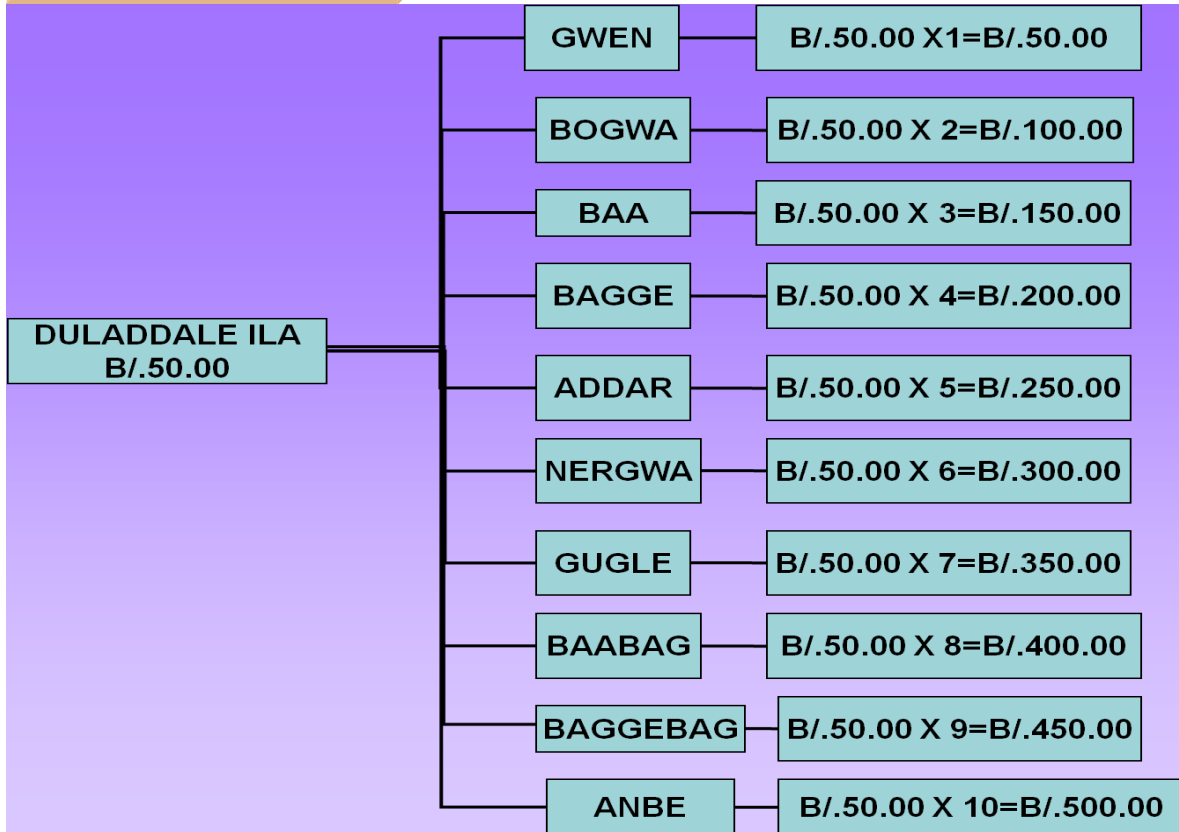 GWEN
B/.50.00 X1=B/.50.00
BOGWA
B/.50.00 X 2=B/.100.00
BAA
B/.50.00 X 3=B/.150.00
BAGGE
B/.50.00 X 4=B/.200.00
DULADDALE ILA
B/.50.00
ADDAR
B/.50.00 X 5=B/.250.00
NERGWA
B/.50.00 X 6=B/.300.00
GUGLE
B/.50.00 X 7=B/.350.00
BAABAG
B/.50.00 X 8=B/.400.00
BAGGEBAG
B/.50.00 X 9=B/.450.00
ANBE
B/.50.00 X 10=B/.500.00